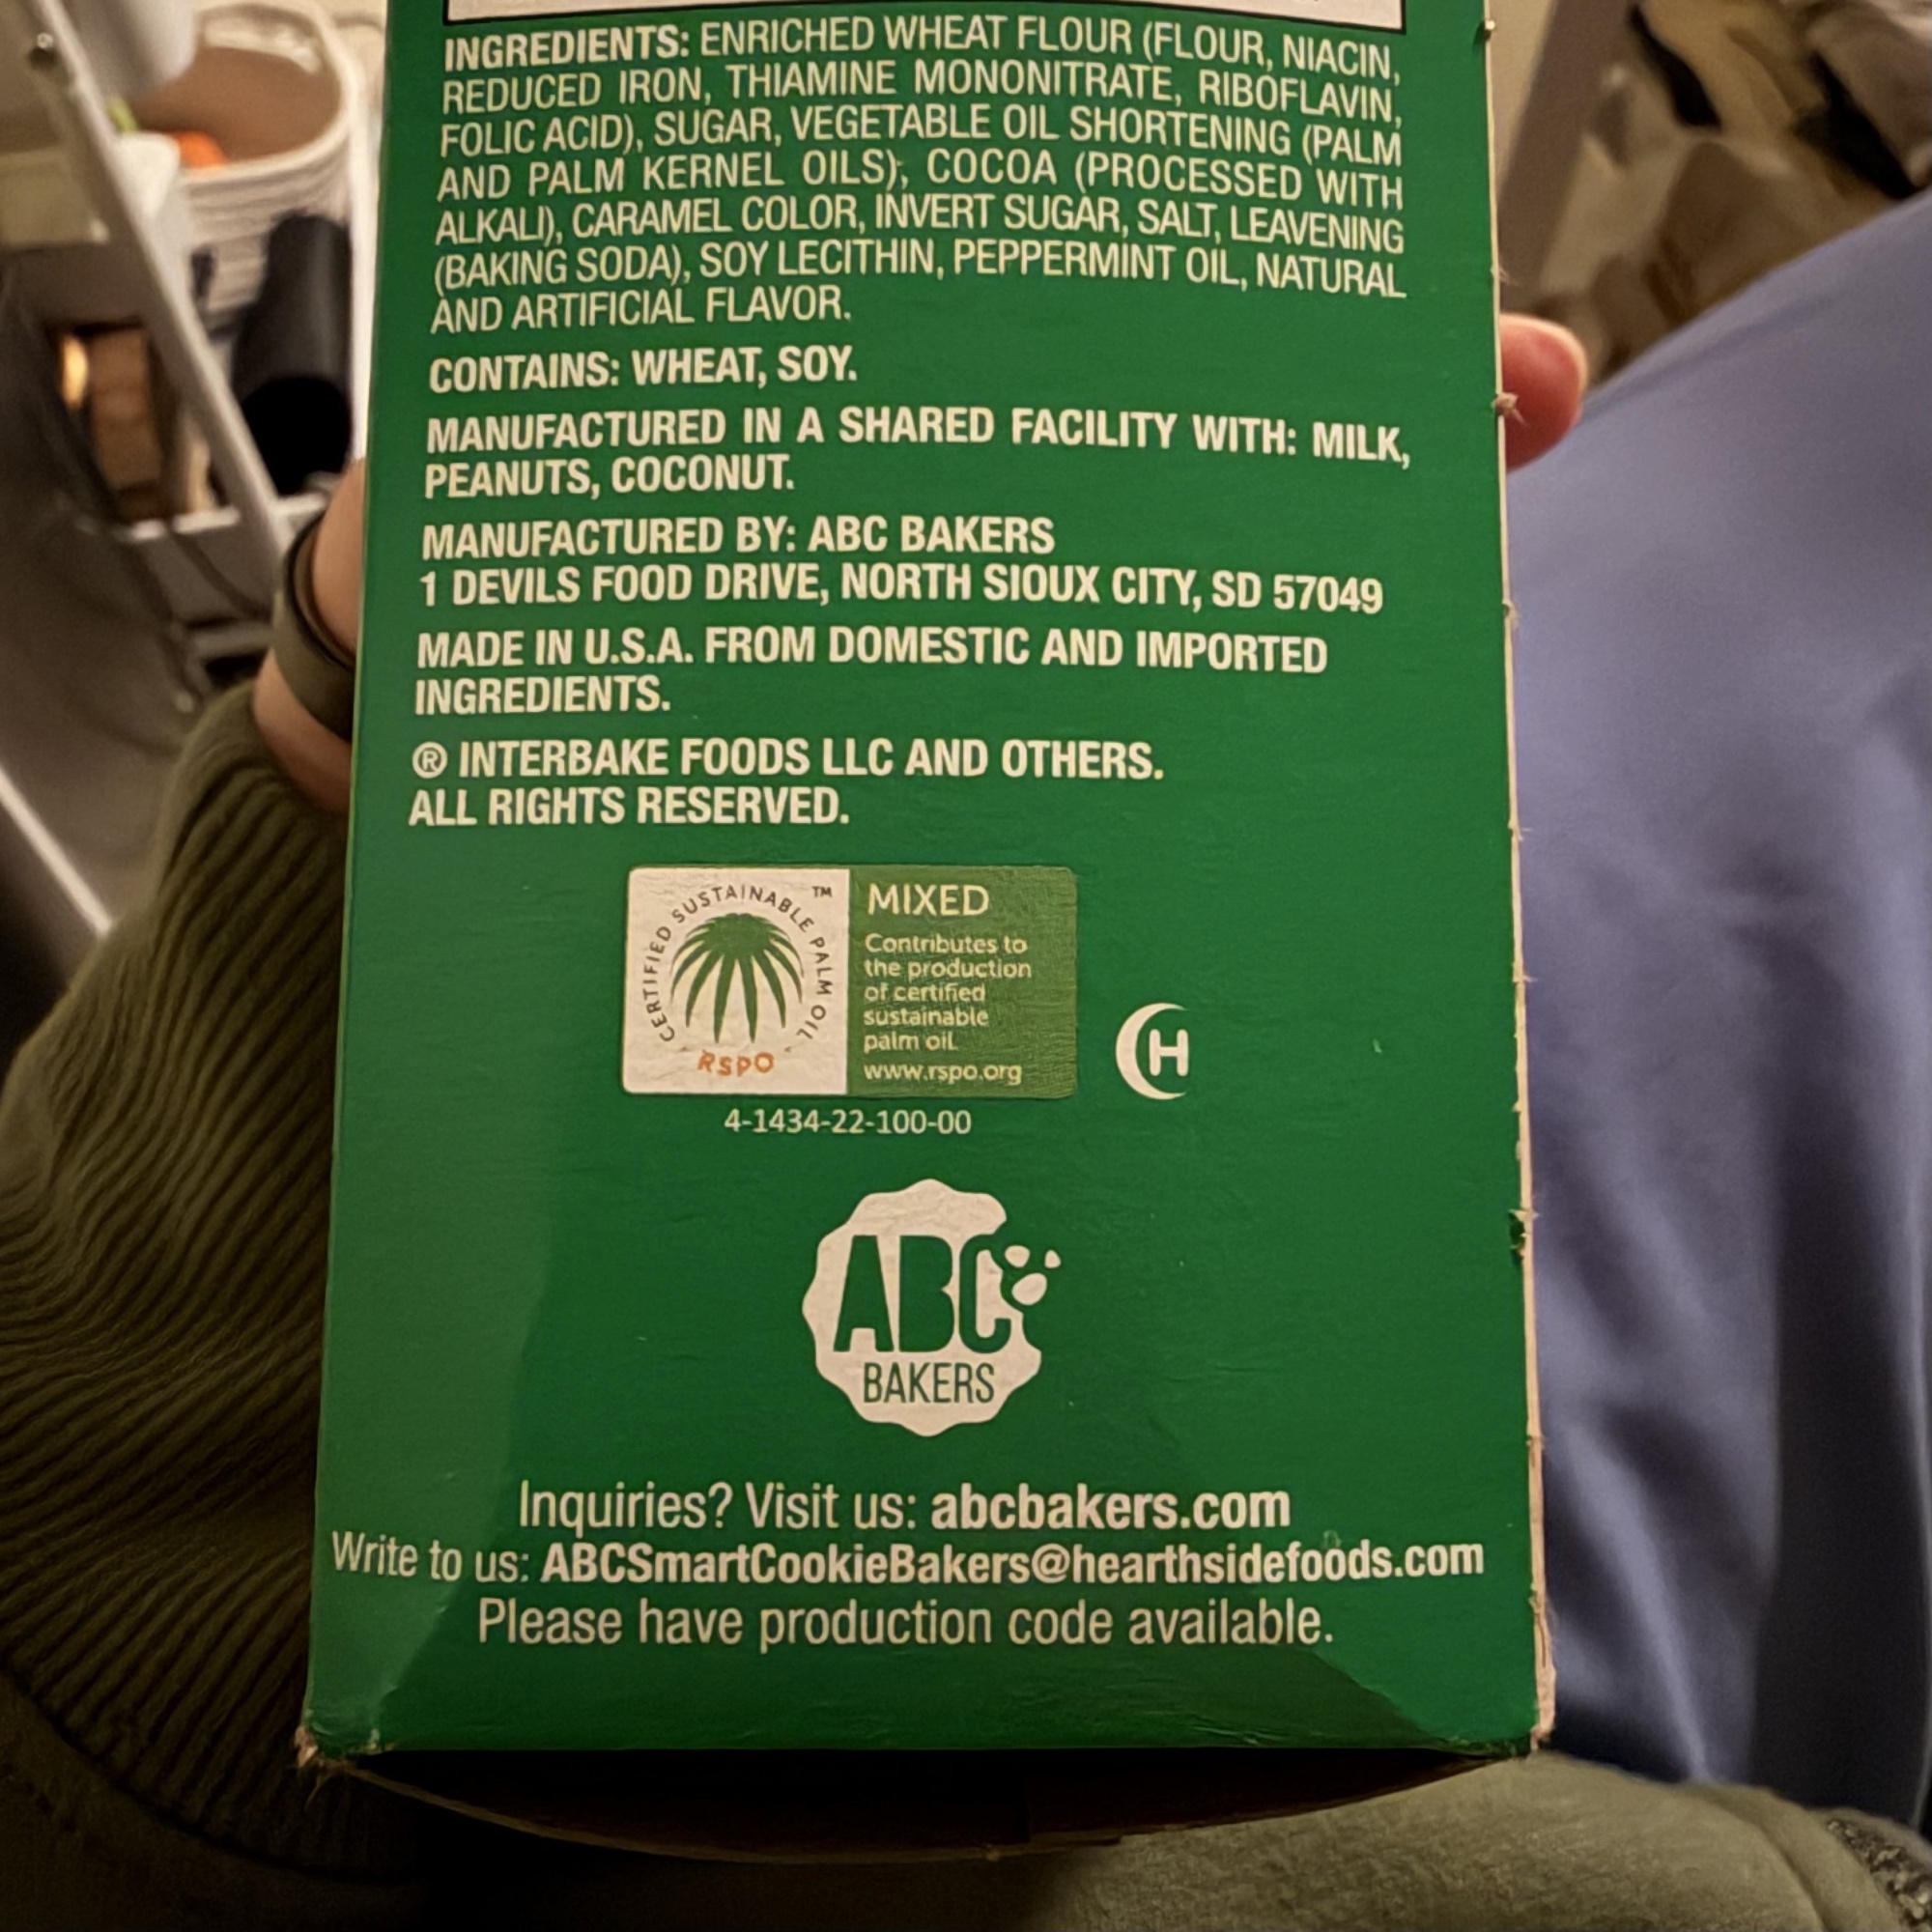 INGREDIENTS: ENRICHED WHEAT FLOUR (FLOUR, NIACIN,
REDUCED IRON, THIAMINE MONONITRATE, RIBOFLAVIN,
FOLIC ACID), SUGAR, VEGETABLE OIL SHORTENING (PALM
AND PALM KERNEL OILS), COCOA (PROCESSED WITH
ALKALI), CARAMEL COLOR, INVERT SUGAR, SALT, LEAVENING
(BAKING SODA), SOY LECITHIN, PEPPERMINT OIL, NATURAL
AND ARTIFICIAL FLAVOR.
CONTAINS: WHEAT, SOY.
MANUFACTURED IN A SHARED FACILITY WITH: MILK,
PEANUTS, COCONUT.
MANUFACTURED BY: ABC BAKERS
1 DEVILS FOOD DRIVE, NORTH SIOUX CITY, SD 57049
MADE IN U.S.A. FROM DOMESTIC AND IMPORTED
INGREDIENTS.
® INTERBAKE FOODS LLC AND OTHERS.
ALL RIGHTS RESERVED.
CERTIFIED SUSTAINABLE PALM OIL ™
RSPO
MIXED
Contributes to
the production
of certified
sustainable
palm oil
www.rspo.org
4-1434-22-100-00
H
ABC
BAKERS
Inquiries? Visit us: abcbakers.com
Write to us: ABCSmartCookieBakers@hearthsidefoods.com
Please have production code available.